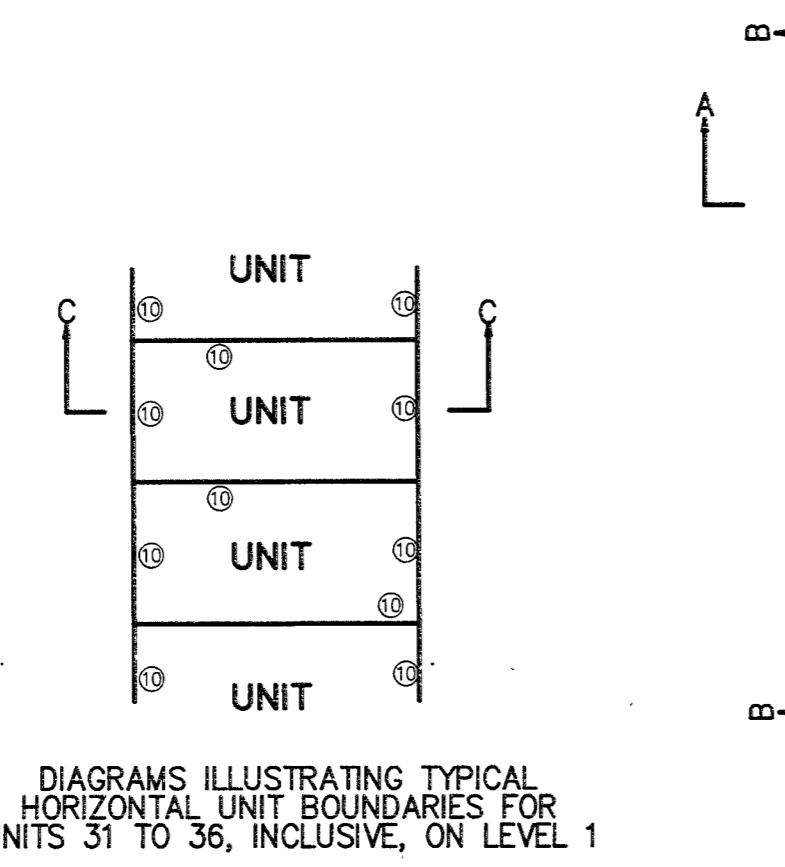 B
A
UNIT
C 10 10 C
10
10 UNIT 10
10
10 UNIT 10
10
10 UNIT 10
B
DIAGRAMS ILLUSTRATING TYPICAL
HORIZONTAL UNIT BOUNDARIES FOR
NITS 31 TO 36, INCLUSIVE, ON LEVEL 1